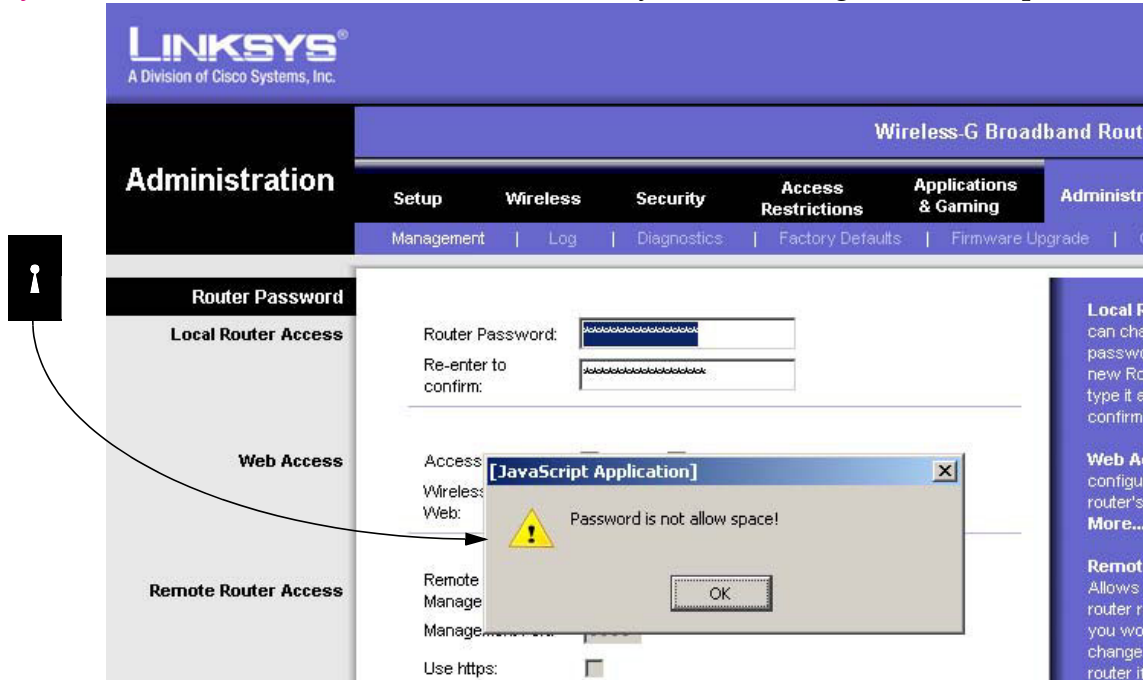 LINKSYS®
A Division of Cisco Systems, Inc.
Wireless-G Broadband Rout
Administration
Setup Wireless Security Access Restrictions Applications & Gaming Administr
Management | Log | Diagnostics | Factory Defaults | Firmware Upgrade |
Router Password
Local Router Access
Router Password: ******************
Re-enter to
confirm: ******************
Web Access
Access
Wireless
Web:
[JavaScript Application]
Password is not allow space!
OK
Remote Router Access
Remote
Manage
Use https:
Local R
can cha
passwo
new Ro
type it a
confirm
Web A
configu
router's
More...
Remot
Allows
router r
you wo
change
router it